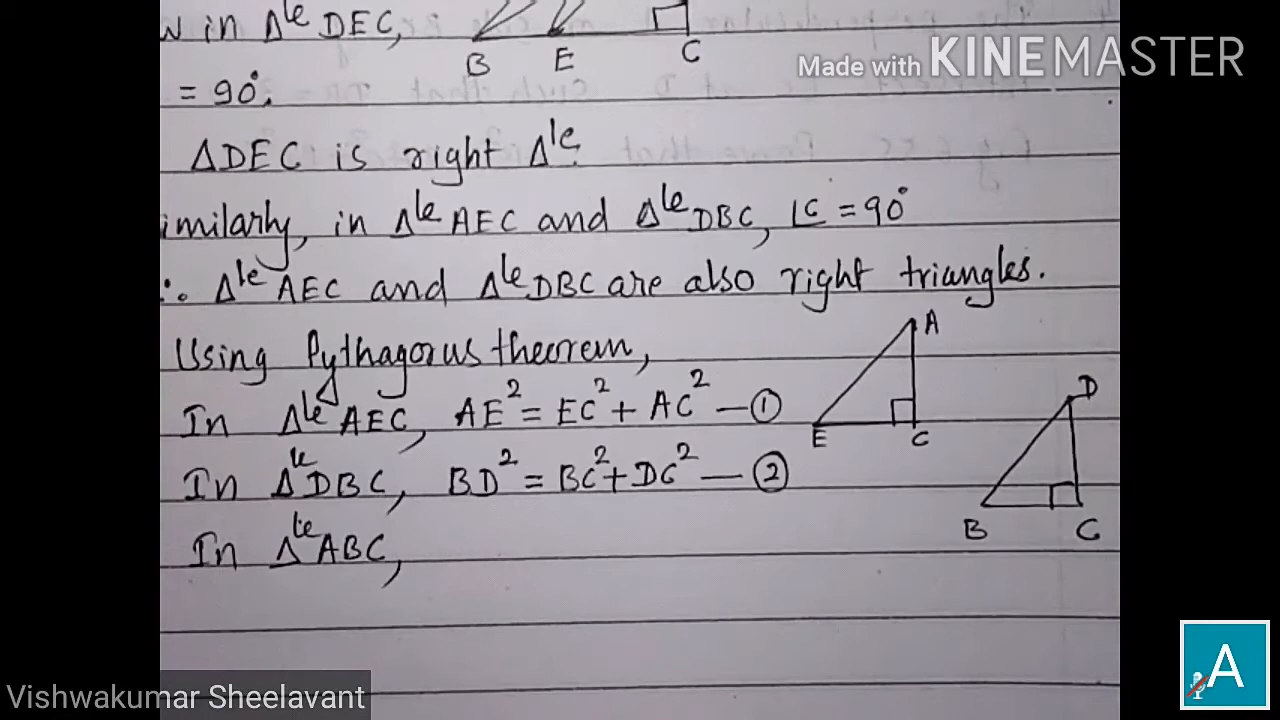 in Δle DEC,
B E C
Made with KINEMASTER
= 90°.
ΔDEC is right Δle.
imilarly, in Δle AEC and Δle DBC, ∠C = 90°
∴ Δle AEC and Δle DBC are also right triangles.
Using Pythagorus theorem,
A
In Δle AEC, AE² = EC² + AC² — ①
D
E C
In Δle DBC, BD² = BC² + DC² — ②
B C
In Δle ABC,
Vishwakumar Sheelavant
A